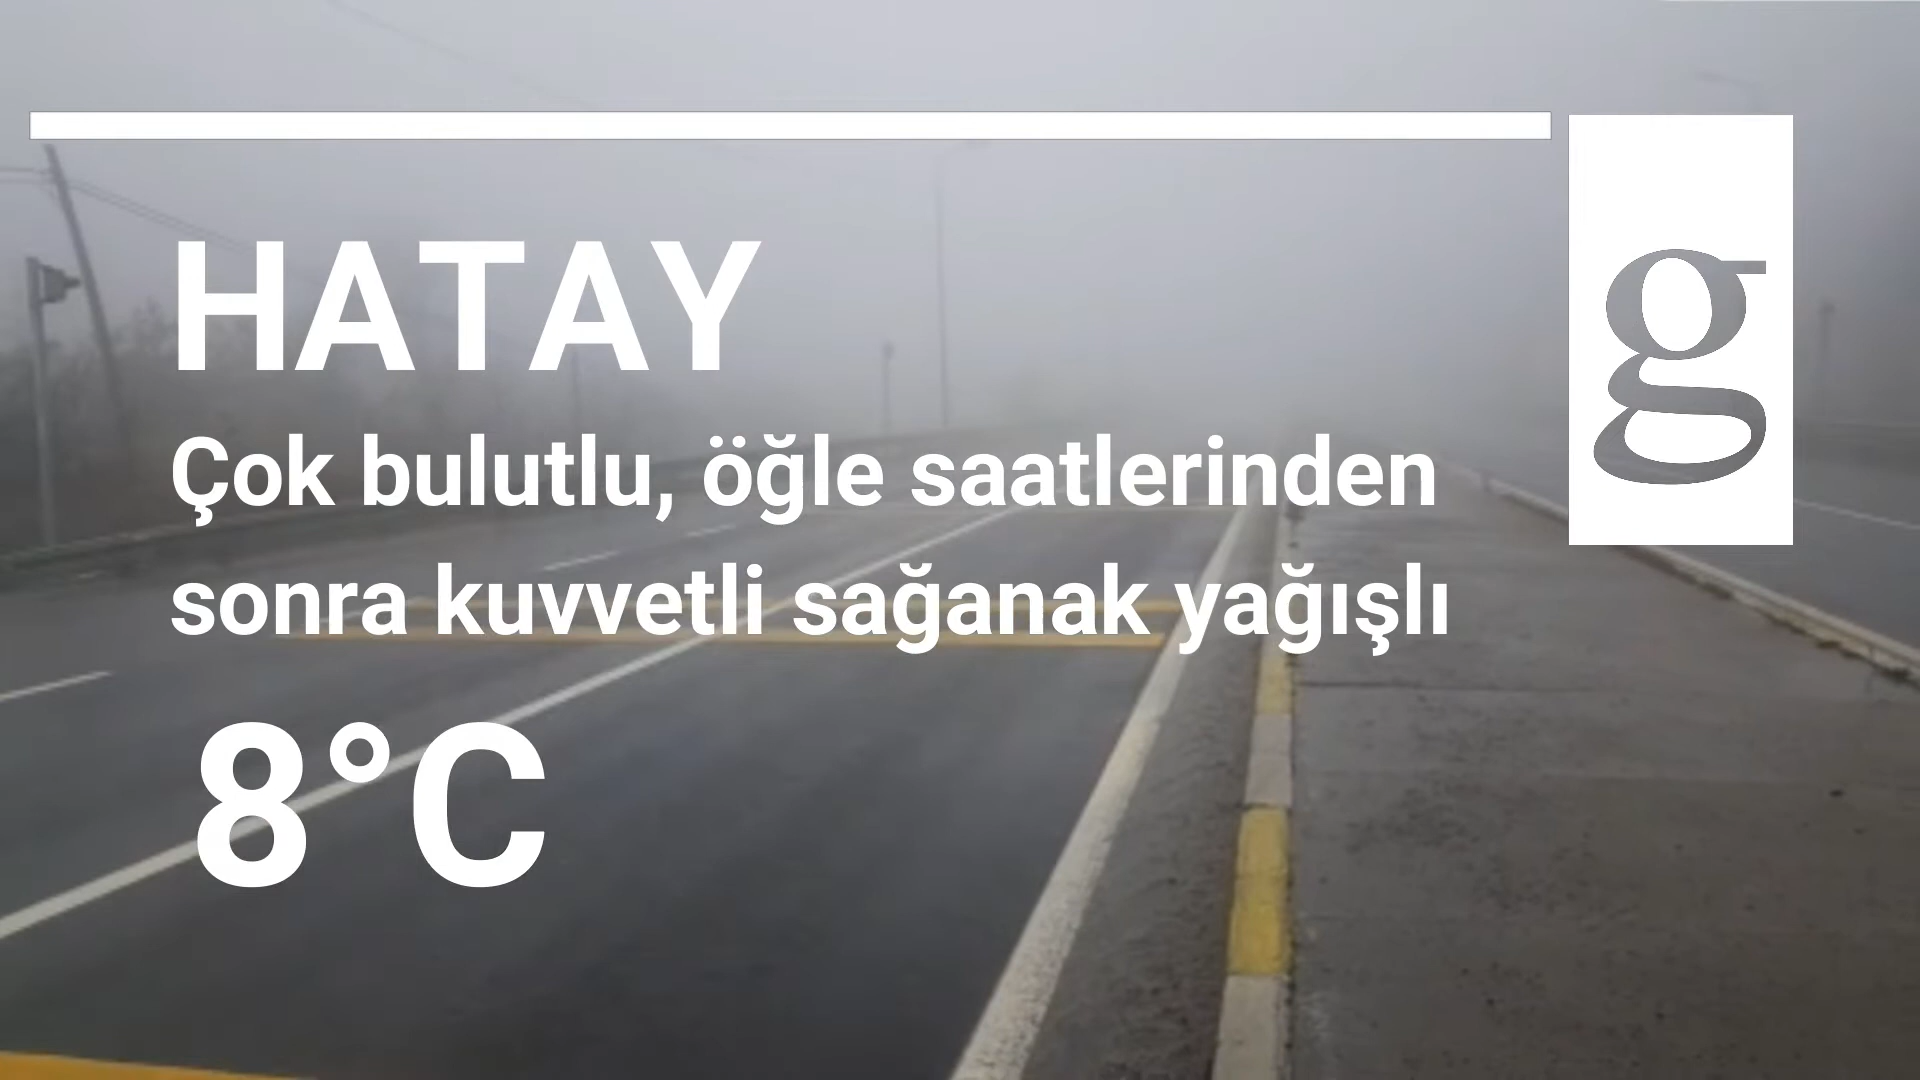 HATAY
g
Çok bulutlu, öğle saatlerinden
sonra kuvvetli sağanak yağışlı
8°C